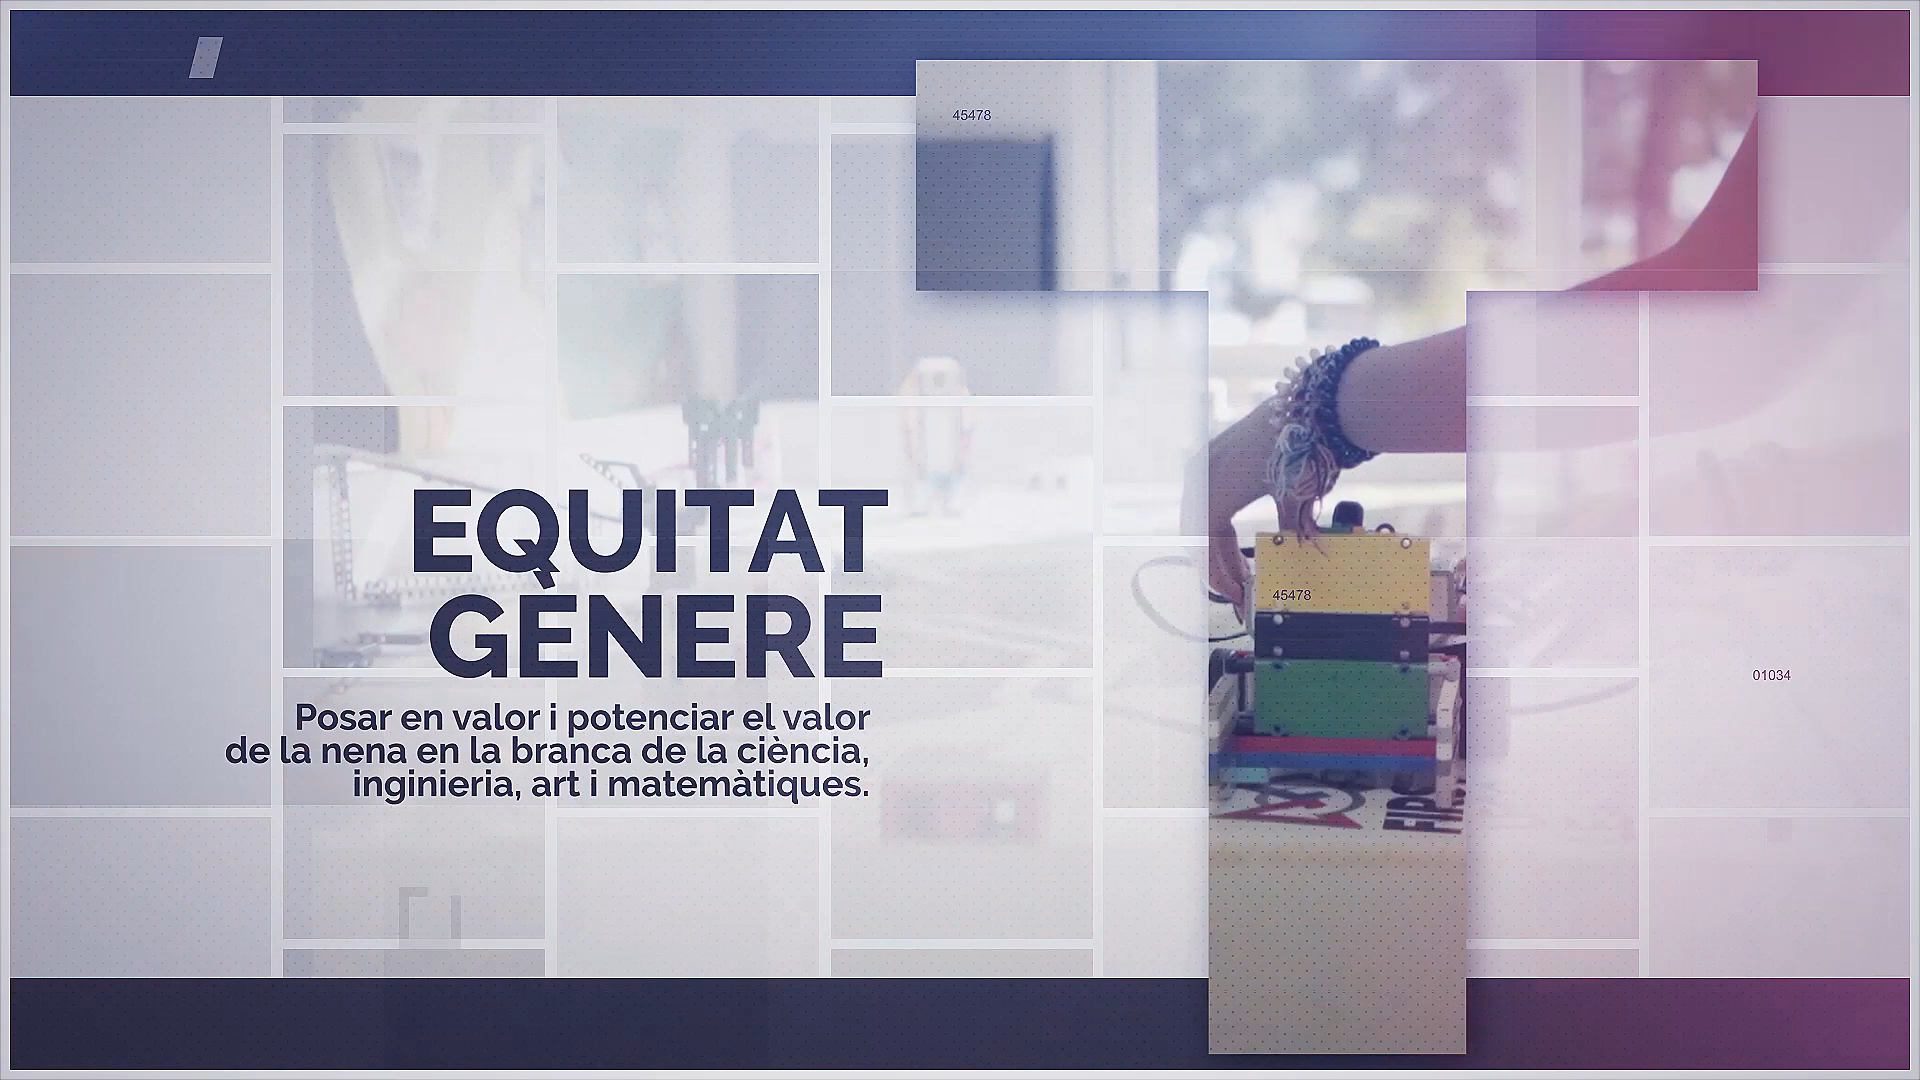 45478
EQUITAT
GÈNERE
Posar en valor i potenciar el valor
de la nena en la branca de la ciència,
inginieria, art i matemàtiques.
45478
01034